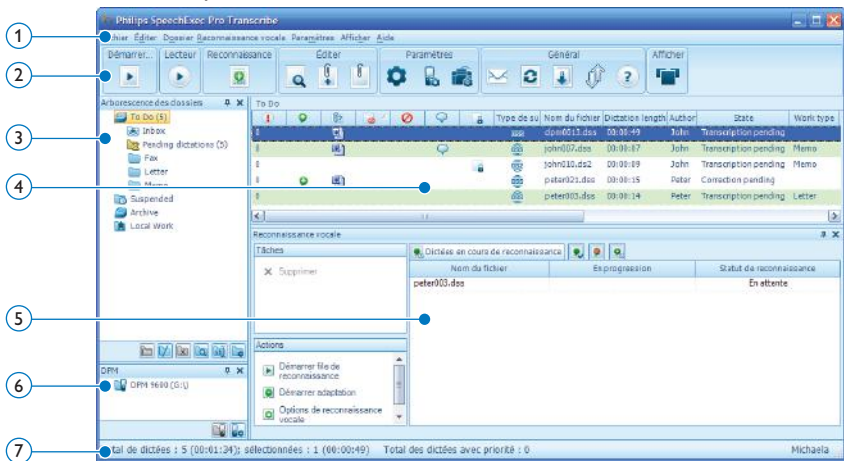 Philips SpeechExec Pro Transcribe
1
chier Éditer Dossier Reconnaissance vocale Paramètres Afficher Aide
Démarrer... Lecteur Reconnaissance Éditer Paramètres Général Afficher
2
Arborescence des dossiers
To Do
3
To Do (5)
Type de su Nom du fichier Dictation length Author State Work type
Inbox
dpm0013.dss 00:00:49 John Transcription pending
Pending dictations (5)
john007.dss 00:00:07 John Transcription pending Memo
Fax
john010.ds2 00:00:09 John Transcription pending Memo
Letter
4
peter021.dss 00:00:15 Peter Correction pending
Memo
Suspended
peter003.dss 00:00:14 Peter Transcription pending Letter
Archive
Local Work
Reconnaissance vocale
Tâches
Supprimer
Dictées en cours de reconnaissance
Nom du fichier En progression Statut de reconnaissance
peter003.dss En attente
5
Actions
Démarrer file de
reconnaissance
Démarrer adaptation
Options de reconnaissance
vocale
DPM
6
DPM 9600 (G:\)
7
tal de dictées : 5 (00:01:34); sélectionnées : 1 (00:00:49) Total des dictées avec priorité : 0 Michaela